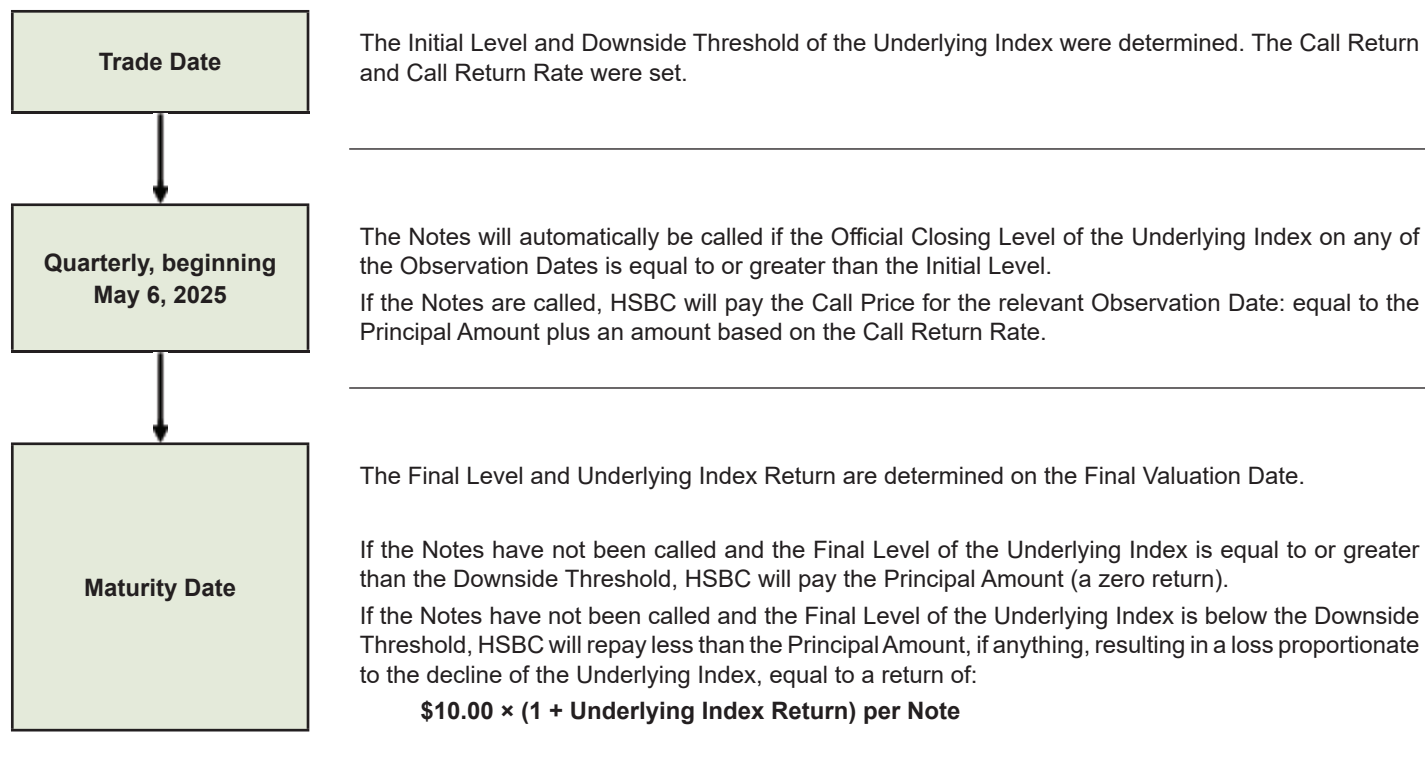 Trade Date
The Initial Level and Downside Threshold of the Underlying Index were determined. The Call Return
and Call Return Rate were set.
Quarterly, beginning
May 6, 2025
The Notes will automatically be called if the Official Closing Level of the Underlying Index on any of
the Observation Dates is equal to or greater than the Initial Level.
If the Notes are called, HSBC will pay the Call Price for the relevant Observation Date: equal to the
Principal Amount plus an amount based on the Call Return Rate.
Maturity Date
The Final Level and Underlying Index Return are determined on the Final Valuation Date.
If the Notes have not been called and the Final Level of the Underlying Index is equal to or greater
than the Downside Threshold, HSBC will pay the Principal Amount (a zero return).
If the Notes have not been called and the Final Level of the Underlying Index is below the Downside
Threshold, HSBC will repay less than the Principal Amount, if anything, resulting in a loss proportionate
to the decline of the Underlying Index, equal to a return of:
$10.00 × (1 + Underlying Index Return) per Note